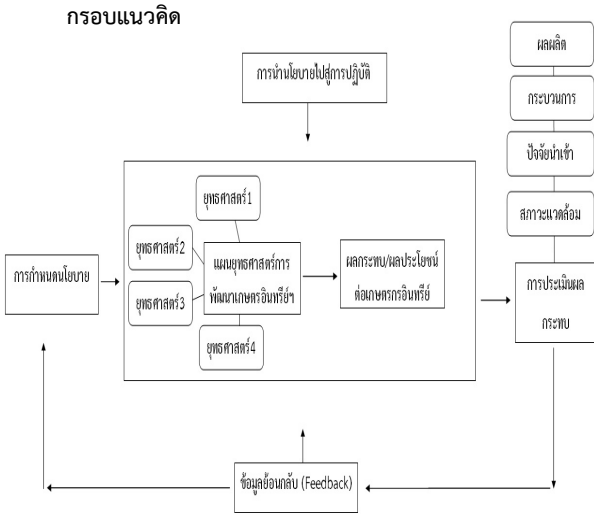 กรอบแนวคิด
ผลผลิต
กระบวนการ
ปัจจัยนำเข้า
สภาวะแวดล้อม
การนำนโยบายไปสู่การปฏิบัติ
การกำหนดนโยบาย
ยุทธศาสตร์1
ยุทธศาสตร์2
ยุทธศาสตร์3
ยุทธศาสตร์4
แผนยุทธศาสตร์การ
พัฒนาเกษตรอินทรีย์ฯ
ผลกระทบ/ผลประโยชน์
ต่อเกษตรกรอินทรีย์
การประเมินผล
กระทบ
ข้อมูลย้อนกลับ (Feedback)